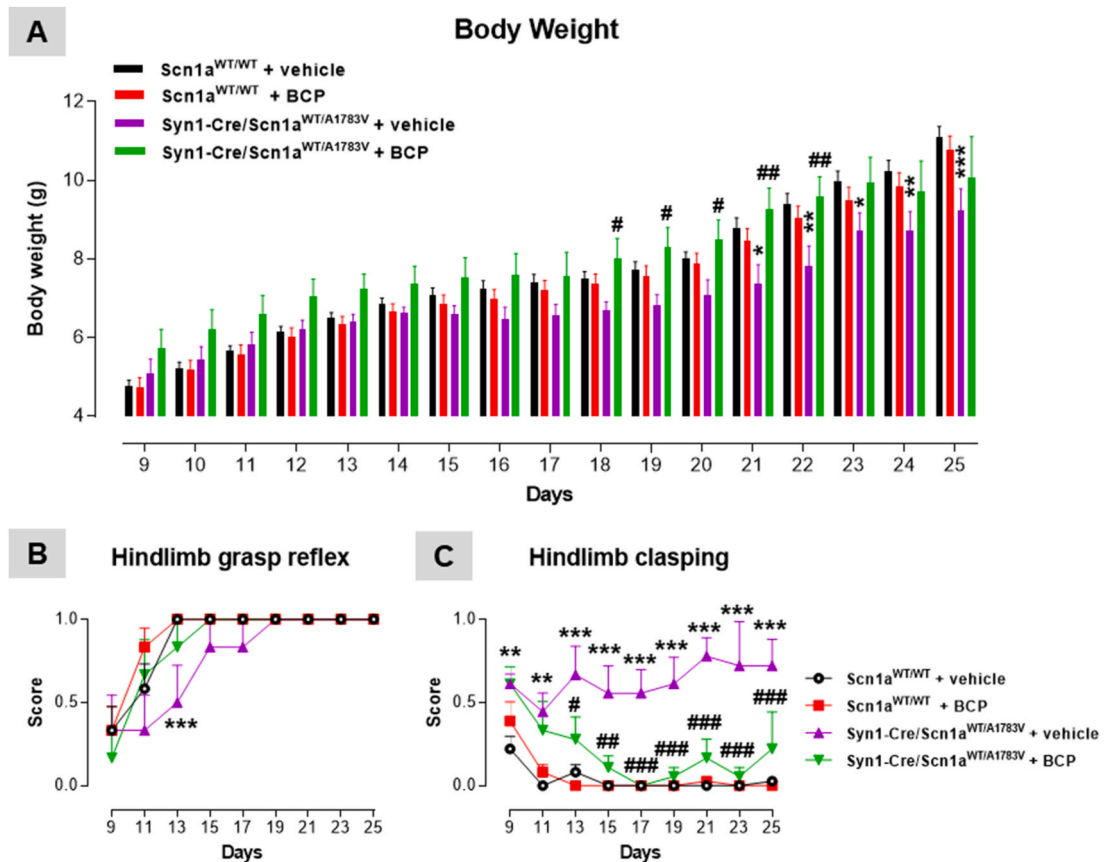 A
Body Weight
Scn1aWT/WT + vehicle
Scn1aWT/WT + BCP
Syn1-Cre/Scn1aWT/A1783V + vehicle
Syn1-Cre/Scn1aWT/A1783V + BCP
Body weight (g)
12
10
8
6
4
# # # ## ##
* ** * ** ***
9 10 11 12 13 14 15 16 17 18 19 20 21 22 23 24 25
Days
B
Hindlimb grasp reflex
Score
1.0
0.5
0.0
***
9 11 13 15 17 19 21 23 25
Days
C
Hindlimb clasping
Score
1.0
0.5
0.0
** ** *** *** *** *** *** *** ***
# ## ### ### ### ### ###
9 11 13 15 17 19 21 23 25
Days
Scn1aWT/WT + vehicle
Scn1aWT/WT + BCP
Syn1-Cre/Scn1aWT/A1783V + vehicle
Syn1-Cre/Scn1aWT/A1783V + BCP